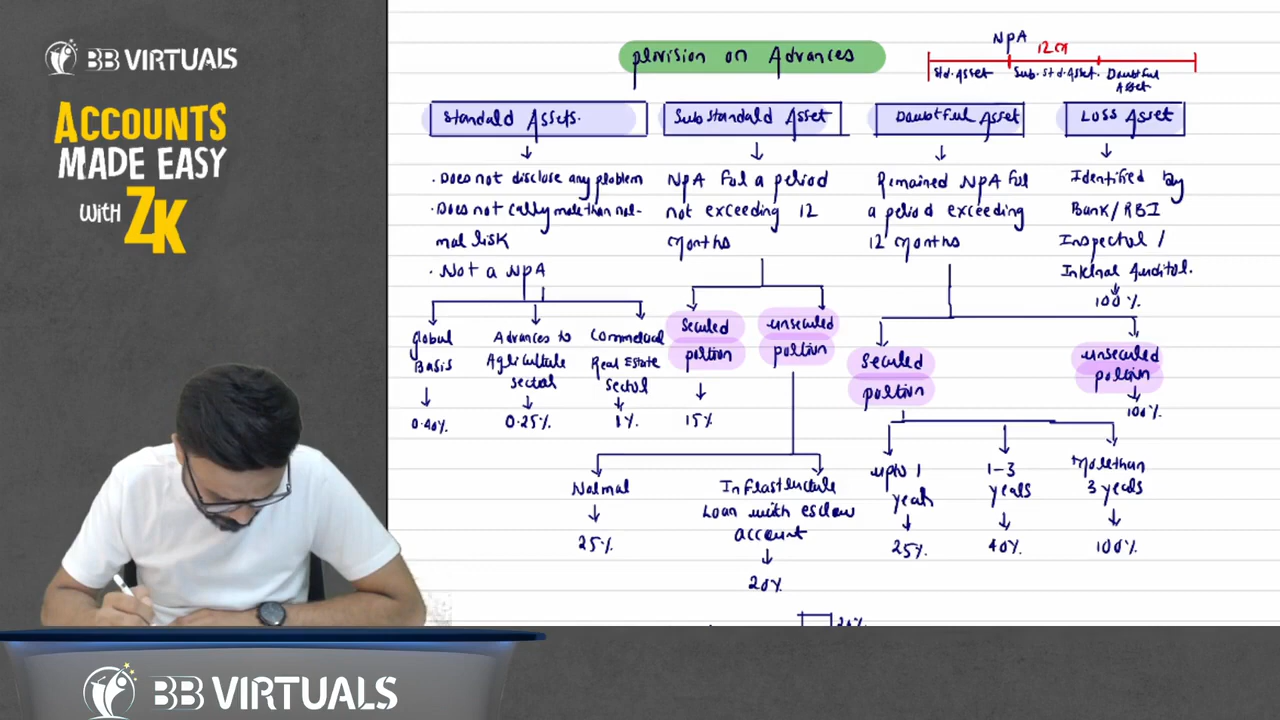 BB VIRTUALS
ACCOUNTS
MADE EASY
WITH ZK
Provision on Advances
NPA
12 m
Std. Asset
Sub. std. Asset
Doubtful
Asset
Standard Assets.
Substandard Asset
Doubtful Asset
Loss Asset
· Does not disclose any problem
· Does not carry more than nor-
mal risk
· Not a NPA
NPA for a period
not exceeding 12
months
Remained NPA for
a period exceeding
12 months
Identified by
Bank/RBI
Inspector/
Internal Auditor.
100%
Global
Basis
0.40%
Advances to
Agriculture
sector
0.25%
Commercial
Real Estate
Sector
1%
Secured
portion
15%
unsecured
portion
Secured
portion
unsecured
portion
100%
Normal
25%
Infrastructure
Loan with escrow
account
20%
upto 1
year
25%
1-3
years
40%
More than
3 years
100%
BB VIRTUALS